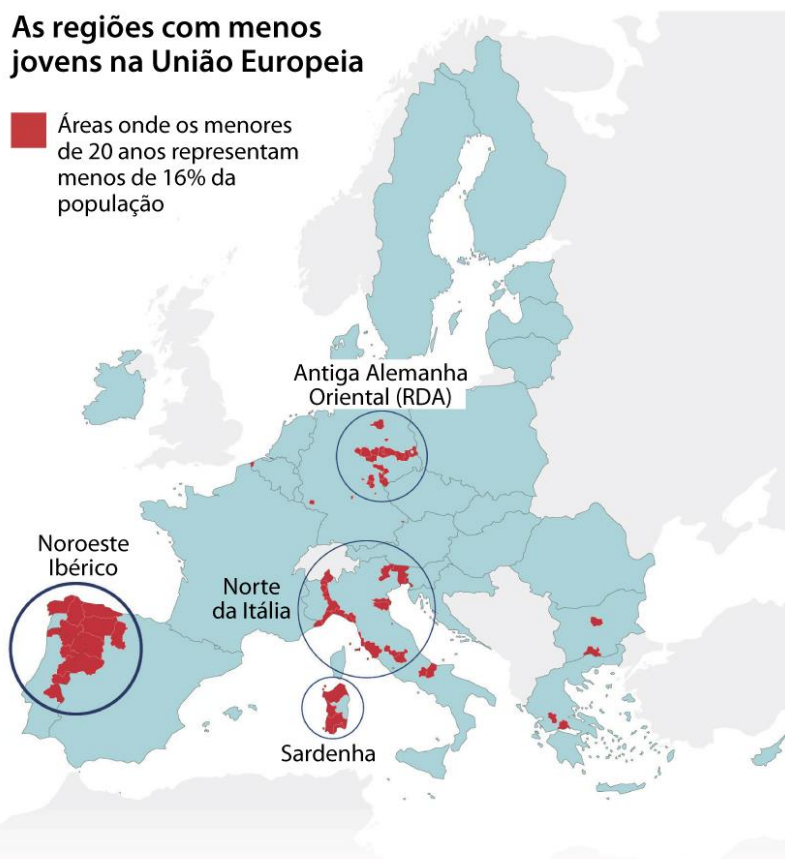 As regiões com menos
jovens na União Europeia
Áreas onde os menores
de 20 anos representam
menos de 16% da
população
Antiga Alemanha
Oriental (RDA)
Noroeste
Ibérico
Norte
da Itália
Sardenha